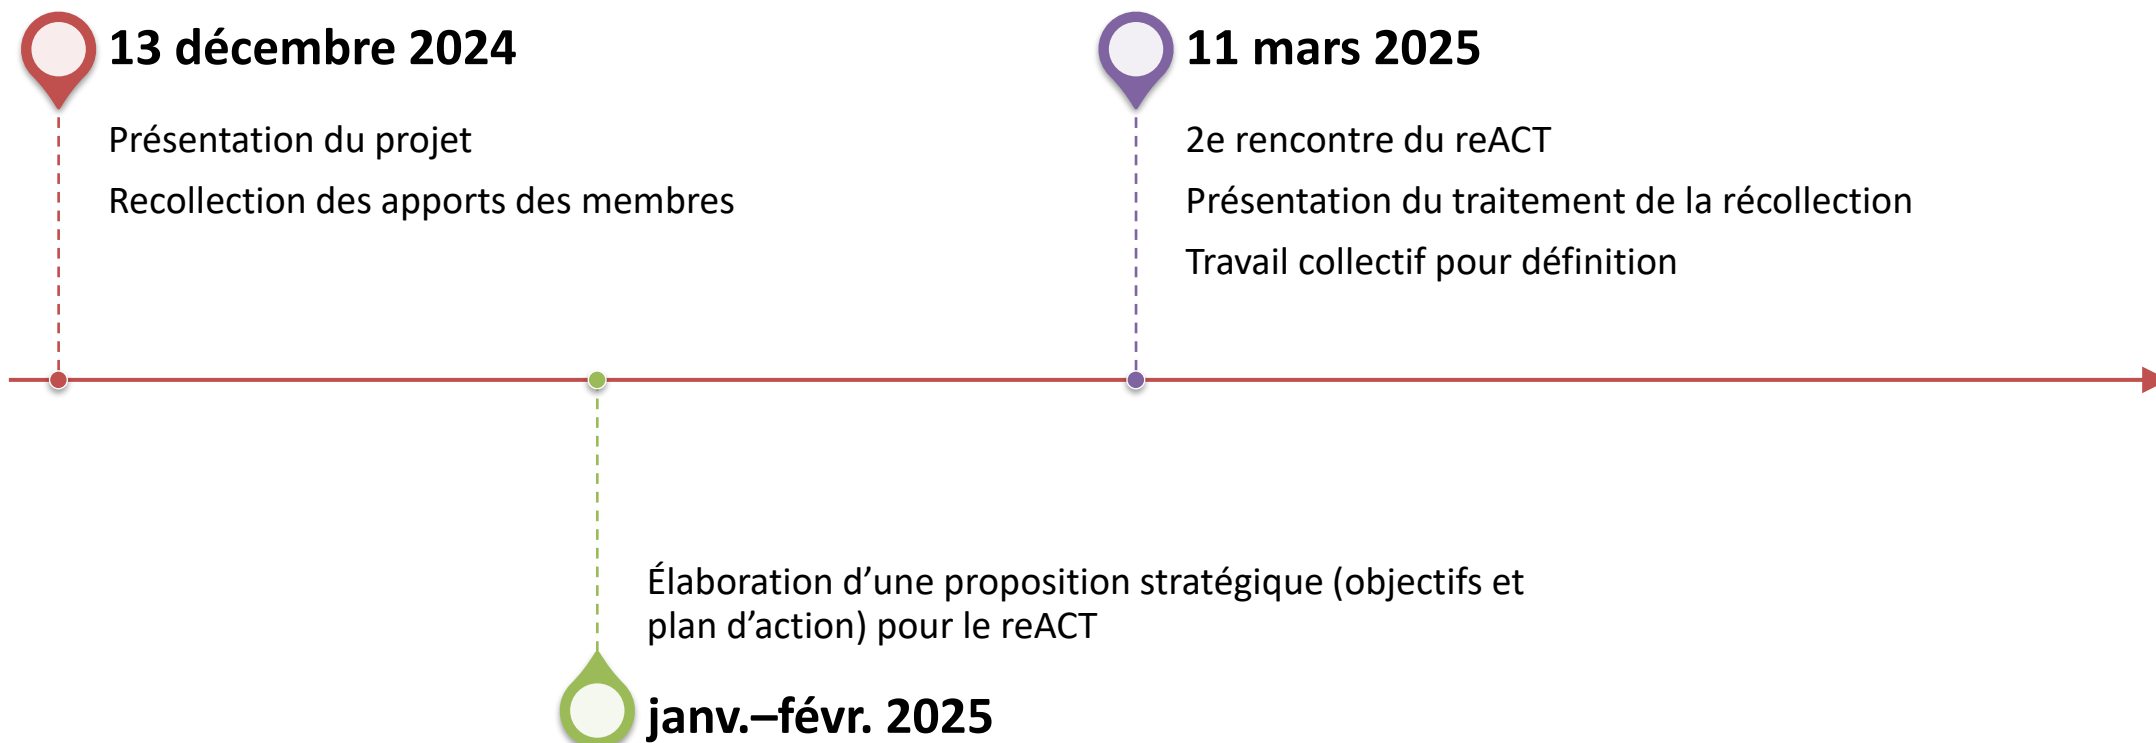 13 décembre 2024
Présentation du projet
Recollection des apports des membres
11 mars 2025
2e rencontre du reACT
Présentation du traitement de la récollection
Travail collectif pour définition
Élaboration d’une proposition stratégique (objectifs et
plan d’action) pour le reACT
janv.–févr. 2025